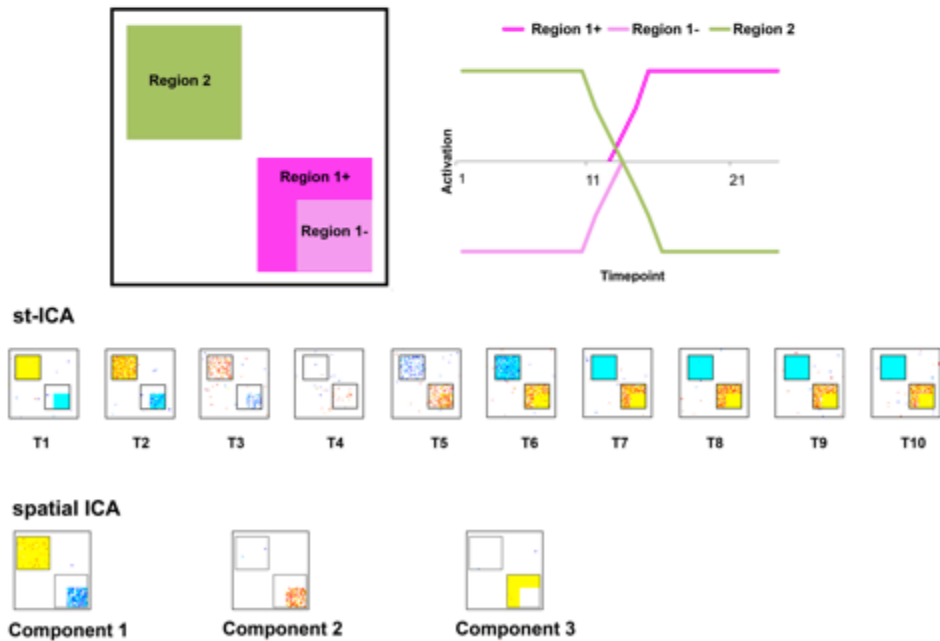 Region 2
Region 1+
Region 1-
Region 1+ Region 1- Region 2
Activation
1 11 21
Timepoint
st-ICA
T1 T2 T3 T4 T5 T6 T7 T8 T9 T10
spatial ICA
Component 1 Component 2 Component 3